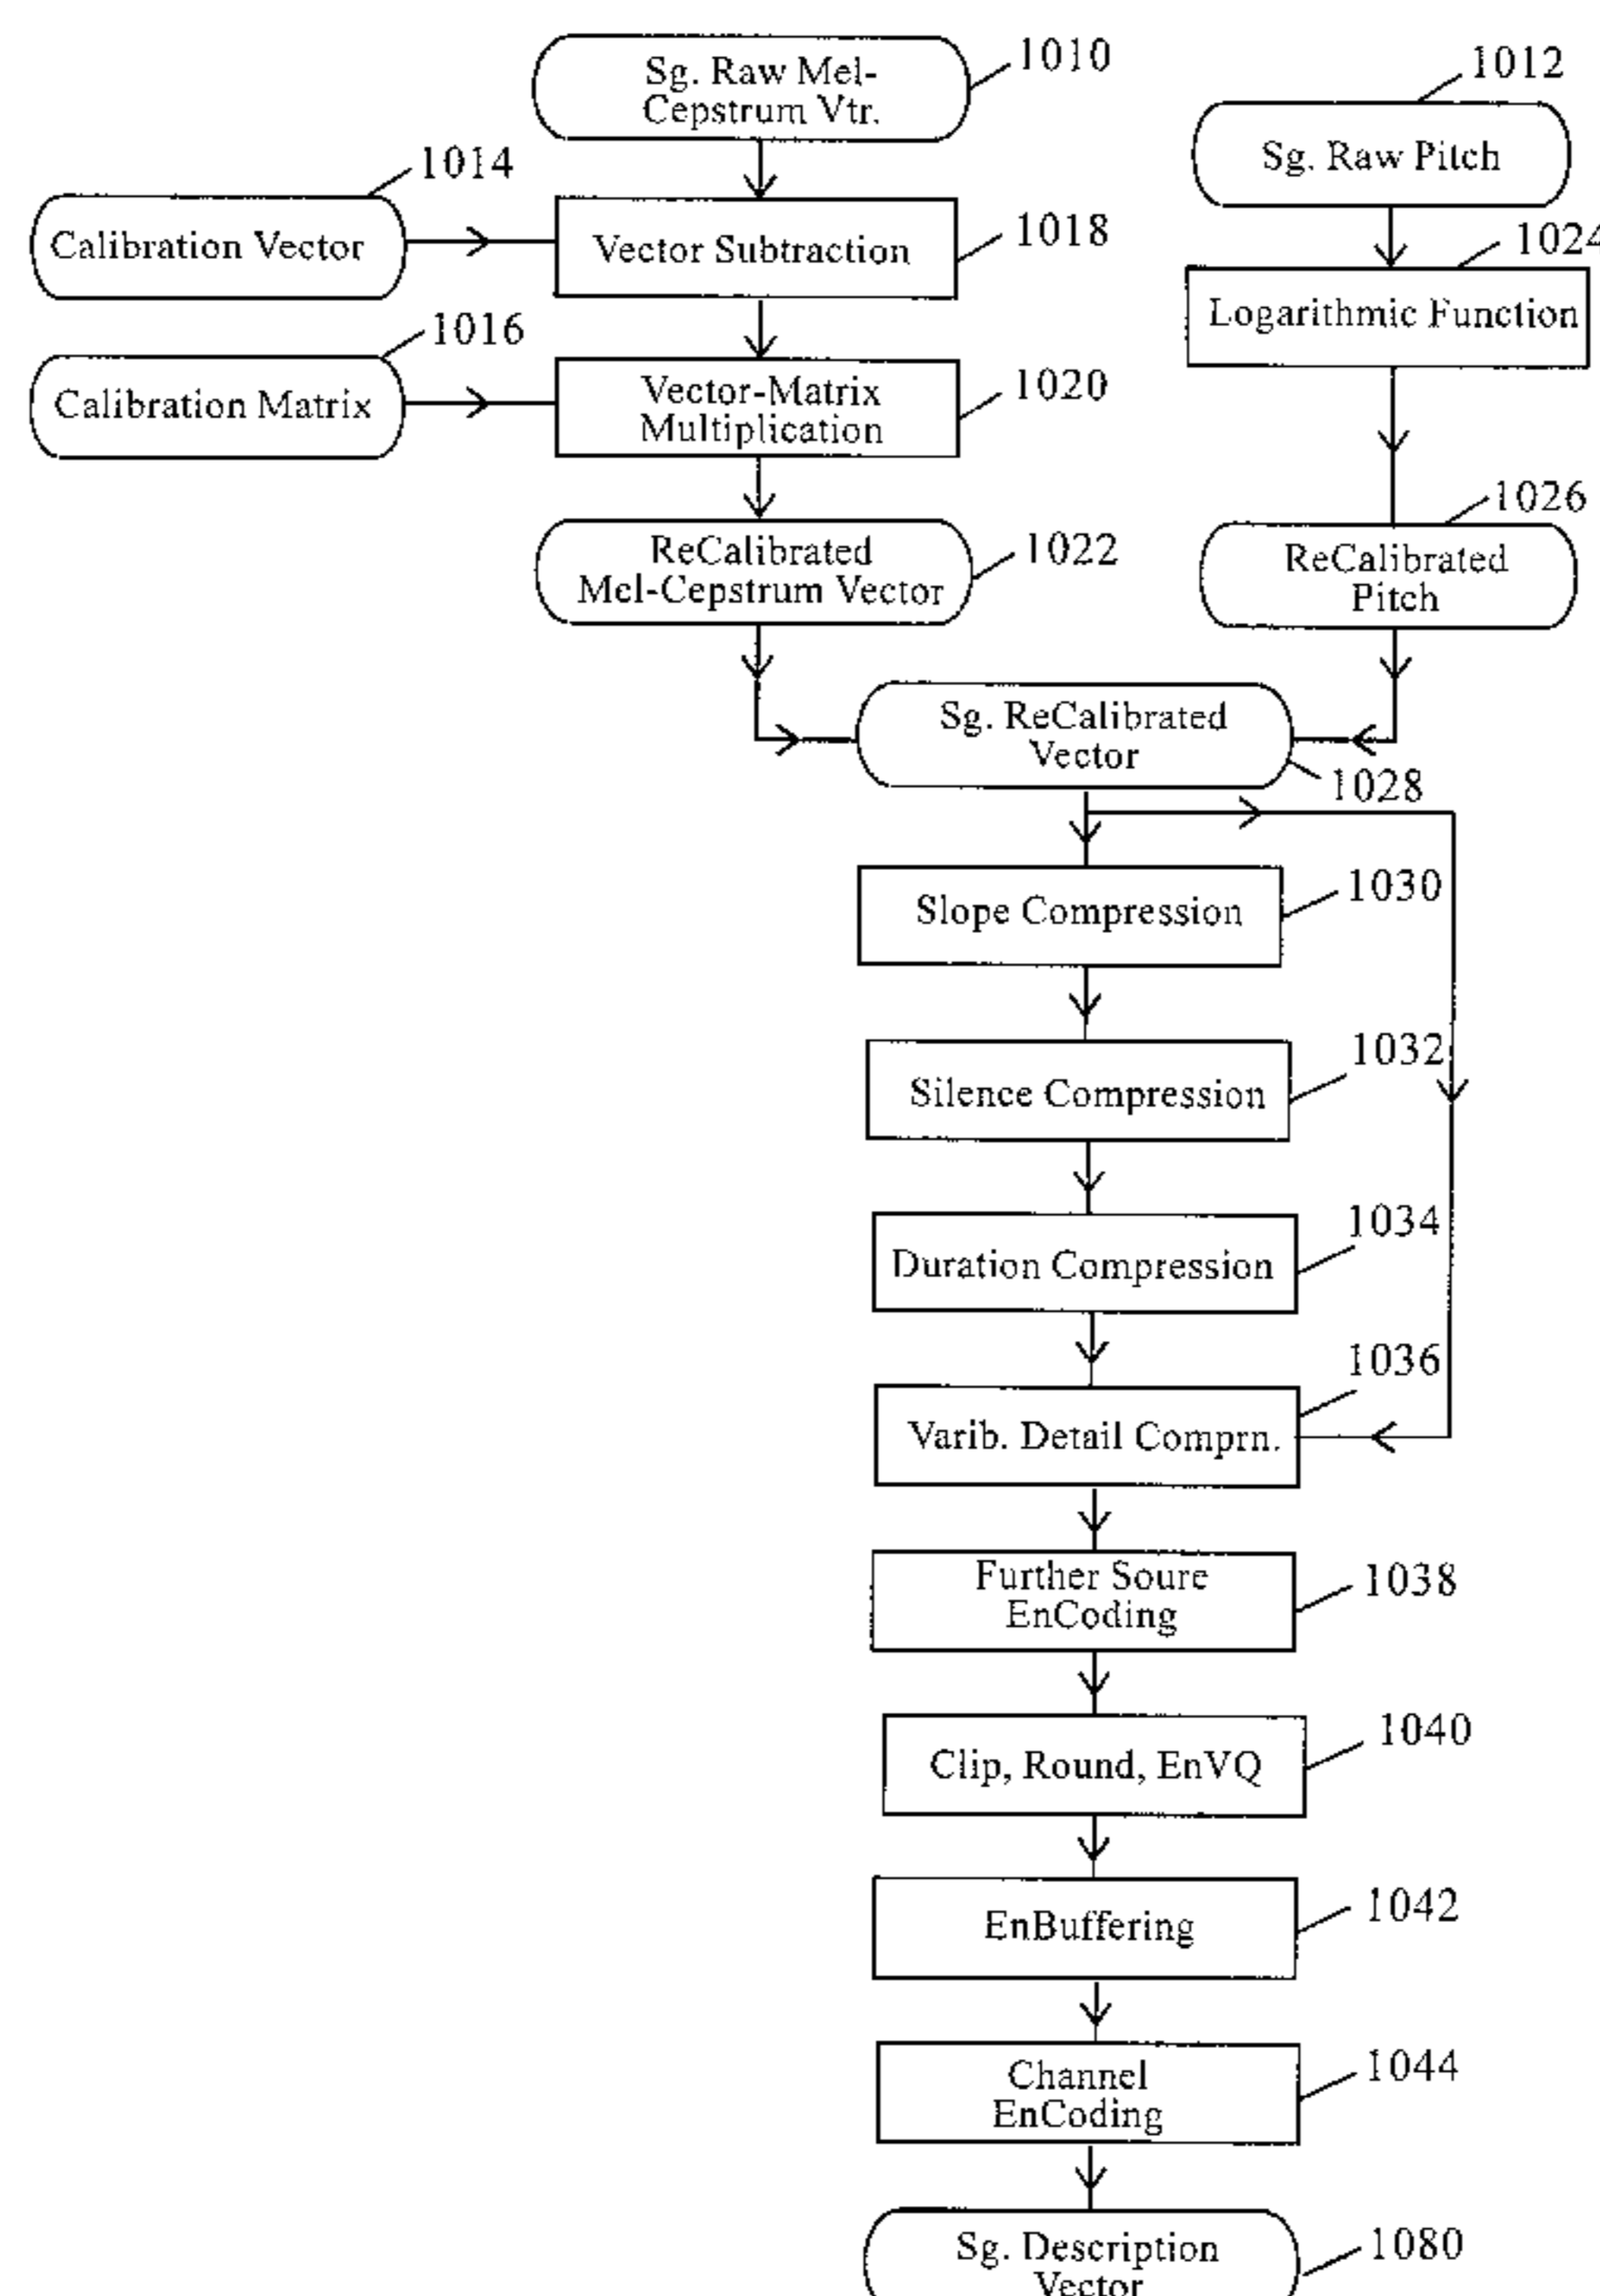 Sg. Raw Mel-
Cepstrum Vtr.
1010
1012
Sg. Raw Pitch
1014
Calibration Vector
Vector Subtraction
1018
1024
Logarithmic Function
1016
Calibration Matrix
Vector-Matrix
Multiplication
1020
1026
ReCalibrated
Mel-Cepstrum Vector
1022
ReCalibrated
Pitch
Sg. ReCalibrated
Vector
1028
Slope Compression
1030
Silence Compression
1032
Duration Compression
1034
Varib. Detail Comprn.
1036
Further Soure
EnCoding
1038
Clip, Round, EnVQ
1040
EnBuffering
1042
Channel
EnCoding
1044
Sg. Description
Vector
1080